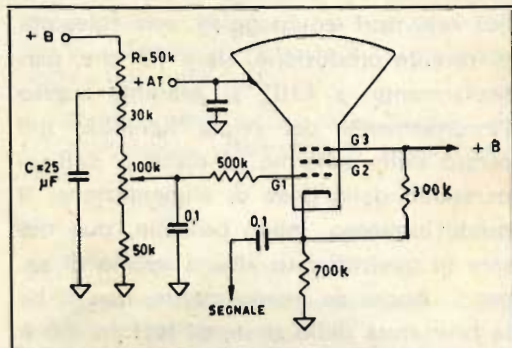 + B
R=50k
+ AT
30k
C=25 µF
100k
500k
G3
G2
G1
+ B
300k
0,1
0,1
50k
700k
SEGNALE